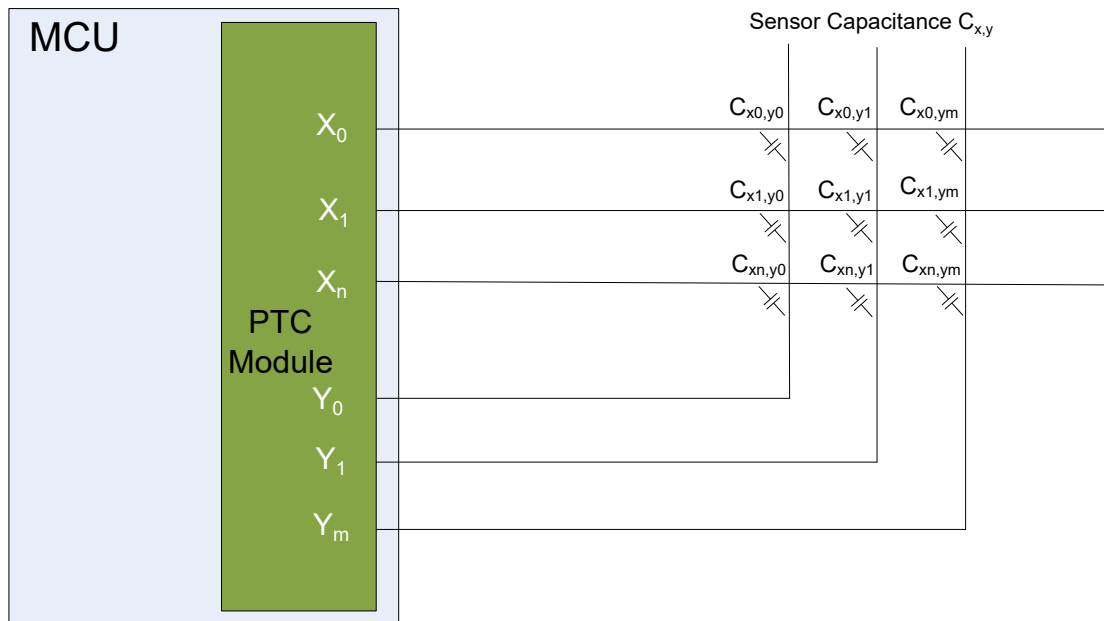 MCU
Sensor Capacitance Cx,y
X0
Cx0,y0 Cx0,y1 Cx0,ym
X1
Cx1,y0 Cx1,y1 Cx1,ym
Xn
Cxn,y0 Cxn,y1 Cxn,ym
PTC
Module
Y0
Y1
Ym